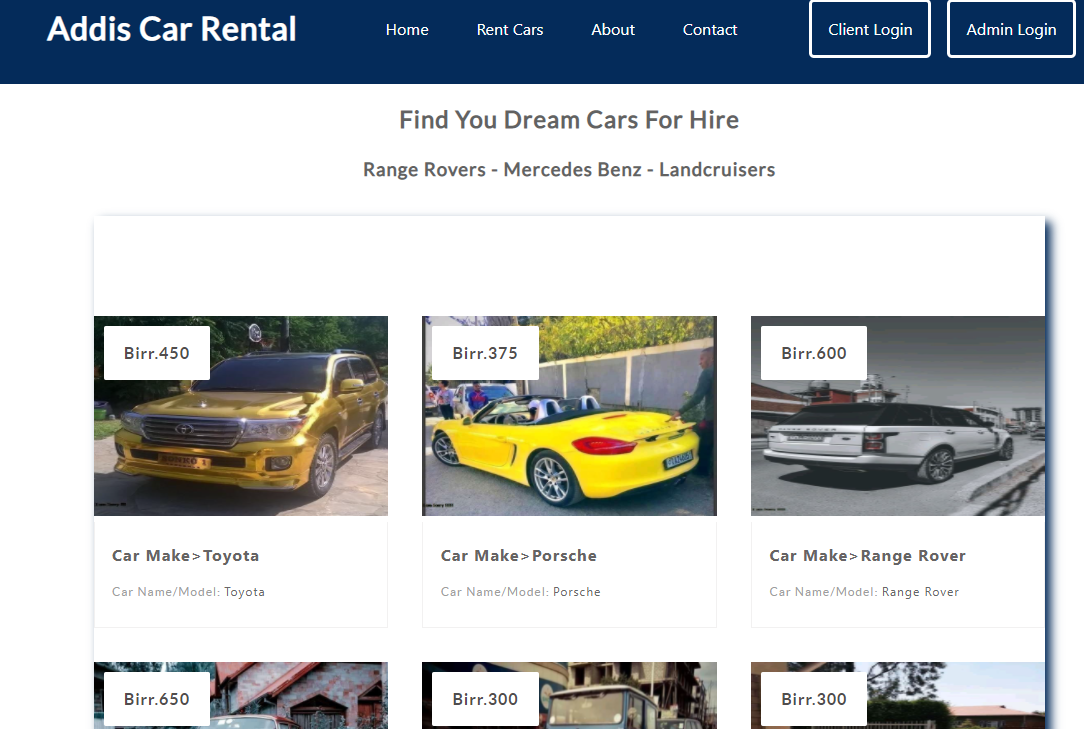 Addis Car Rental
Home
Rent Cars
About
Contact
Client Login
Admin Login
Find You Dream Cars For Hire
Range Rovers - Mercedes Benz - Landcruisers
Birr.450
Birr.375
Birr.600
Car Make>Toyota
Car Name/Model: Toyota
Car Make>Porsche
Car Name/Model: Porsche
Car Make>Range Rover
Car Name/Model: Range Rover
Birr.650
Birr.300
Birr.300